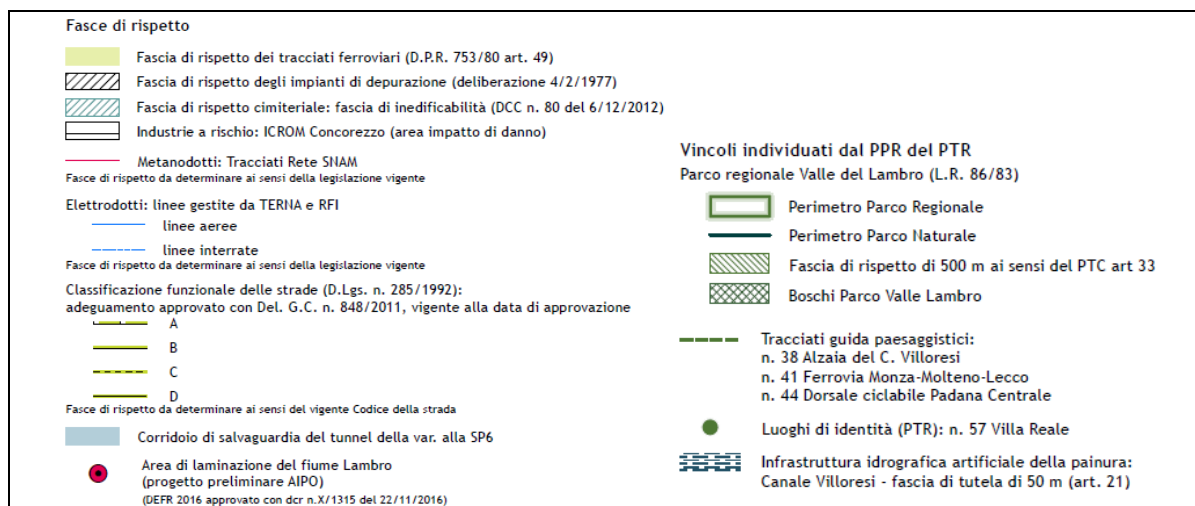 Fasce di rispetto
Fascia di rispetto dei tracciati ferroviari (D.P.R. 753/80 art. 49)
Fascia di rispetto degli impianti di depurazione (deliberazione 4/2/1977)
Fascia di rispetto cimiteriale: fascia di inedificabilità (DCC n. 80 del 6/12/2012)
Industrie a rischio: ICROM Concorezzo (area impatto di danno)
Metanodotti: Tracciati Rete SNAM
Fasce di rispetto da determinare ai sensi della legislazione vigente
Elettrodotti: linee gestite da TERNA e RFI
linee aeree
linee interrate
Fasce di rispetto da determinare ai sensi della legislazione vigente
Classificazione funzionale delle strade (D.Lgs. n. 285/1992):
adeguamento approvato con Del. G.C. n. 848/2011, vigente alla data di approvazione
A
B
C
D
Fasce di rispetto da determinare ai sensi del vigente Codice della strada
Corridoio di salvaguardia del tunnel della var. alla SP6
Area di laminazione del fiume Lambro
(progetto preliminare AIPO)
(DEFR 2016 approvato con dcr n.X/1315 del 22/11/2016)
Vincoli individuati dal PPR del PTR
Parco regionale Valle del Lambro (L.R. 86/83)
Perimetro Parco Regionale
Perimetro Parco Naturale
Fascia di rispetto di 500 m ai sensi del PTC art 33
Boschi Parco Valle Lambro
Tracciati guida paesaggistici:
n. 38 Alzaia del C. Villoresi
n. 41 Ferrovia Monza-Molteno-Lecco
n. 44 Dorsale ciclabile Padana Centrale
Luoghi di identità (PTR): n. 57 Villa Reale
Infrastruttura idrografica artificiale della painura:
Canale Villoresi - fascia di tutela di 50 m (art. 21)